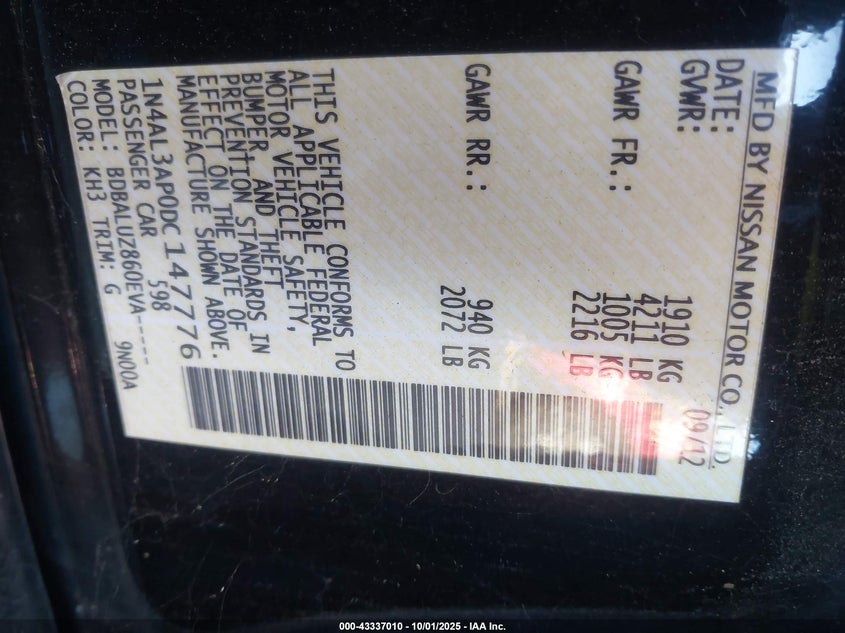 MFD BY NISSAN MOTOR CO., LTD.
DATE: 09/12
GVWR: 1910 KG
4211 LB
GAWR FR.: 1005 KG
2216 LB
GAWR RR.: 940 KG
2072 LB
THIS VEHICLE CONFORMS TO
ALL APPLICABLE FEDERAL
MOTOR VEHICLE SAFETY,
BUMPER, AND THEFT
PREVENTION STANDARDS IN
EFFECT ON THE DATE OF
MANUFACTURE SHOWN ABOVE.
1N4AL3AP0DC147776
PASSENGER CAR 598
MODEL: BDBALUZ860EVA-----
COLOR: KH3 TRIM: G 9N00A
000-43337010 - 10/01/2025 - IAA Inc.